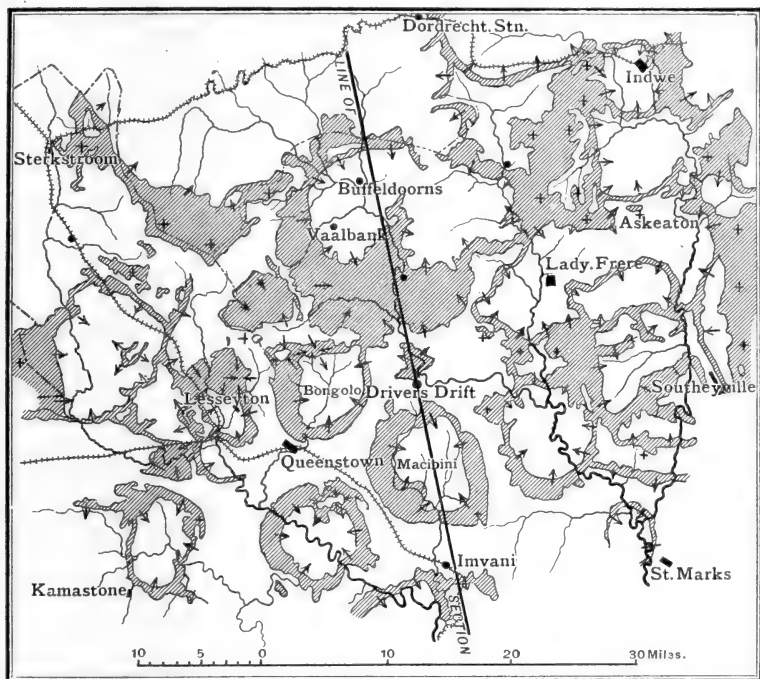 Dordrecht. Stn.
Indwe
LINE OF
Sterkstroom
Buffeldoorns
Askeaton
Vaalbank
Lady. Frere
Southeyville
Bongolo
Drivers Drift
Lesseyton
Queenstown
Macibini
Imvani
St. Marks
Kamastone
SECTION
10 5 0 10 20 30 Miles.